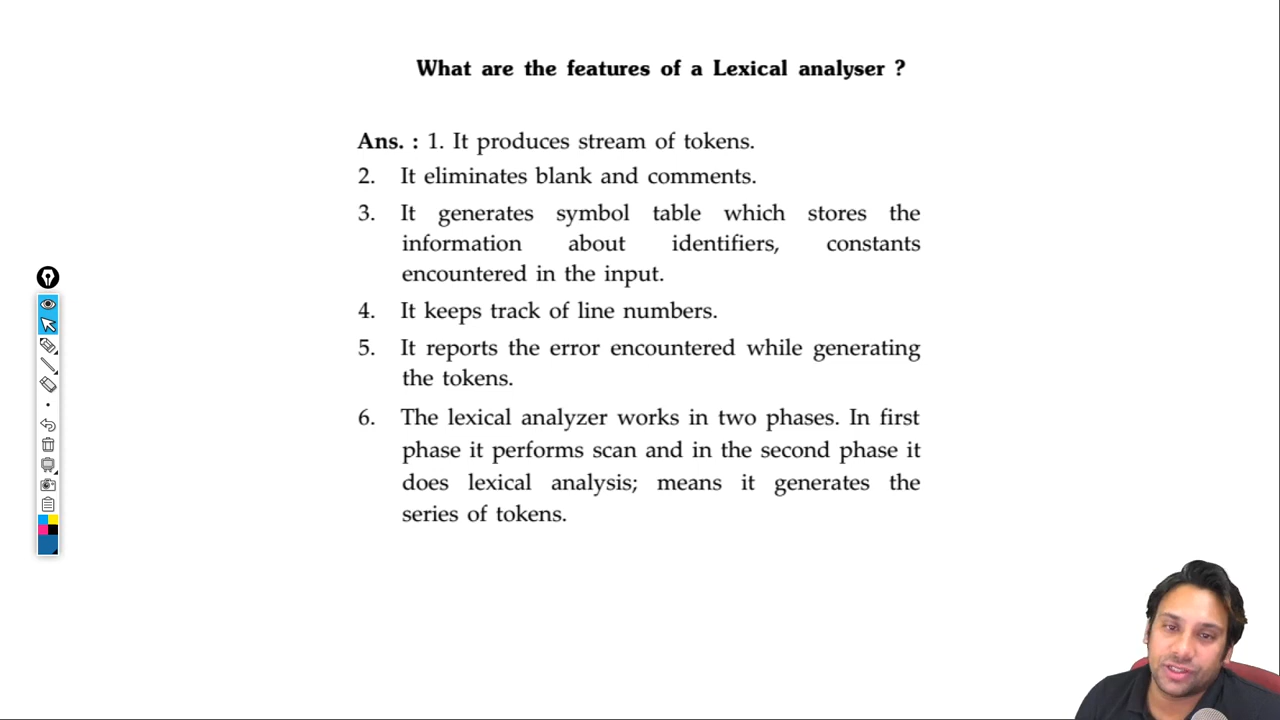 What are the features of a Lexical analyser ?
Ans. : 1. It produces stream of tokens.
2. It eliminates blank and comments.
3. It generates symbol table which stores the
information about identifiers, constants
encountered in the input.
4. It keeps track of line numbers.
5. It reports the error encountered while generating
the tokens.
6. The lexical analyzer works in two phases. In first
phase it performs scan and in the second phase it
does lexical analysis; means it generates the
series of tokens.